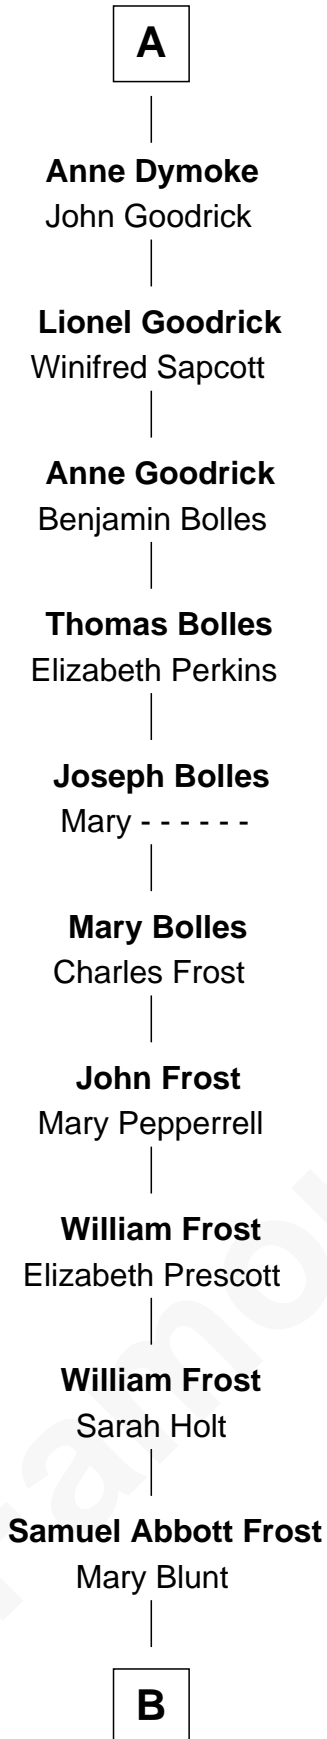 A
Anne Dymoke
John Goodrick
Lionel Goodrick
Winifred Sapcott
Anne Goodrick
Benjamin Bolles
Thomas Bolles
Elizabeth Perkins
Joseph Bolles
Mary - - - - - -
Mary Bolles
Charles Frost
John Frost
Mary Pepperrell
William Frost
Elizabeth Prescott
William Frost
Sarah Holt
Samuel Abbott Frost
Mary Blunt
B